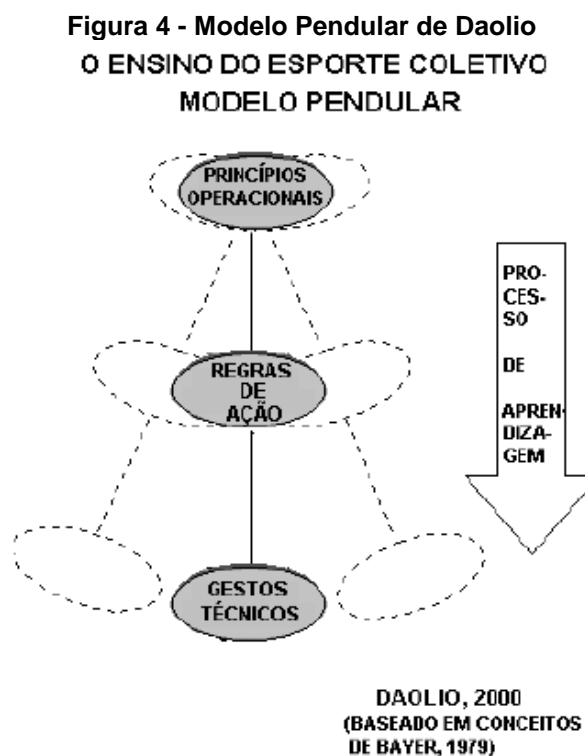 Figura 4 - Modelo Pendular de Daolio
O ENSINO DO ESPORTE COLETIVO
MODELO PENDULAR
PRINCÍPIOS
OPERACIONAIS
REGRAS
DE
AÇÃO
GESTOS
TÉCNICOS
PRO-
CES-
SO
DE
APREN-
DIZA-
GEM
DAOLIO, 2000
(BASEADO EM CONCEITOS
DE BAYER, 1979)